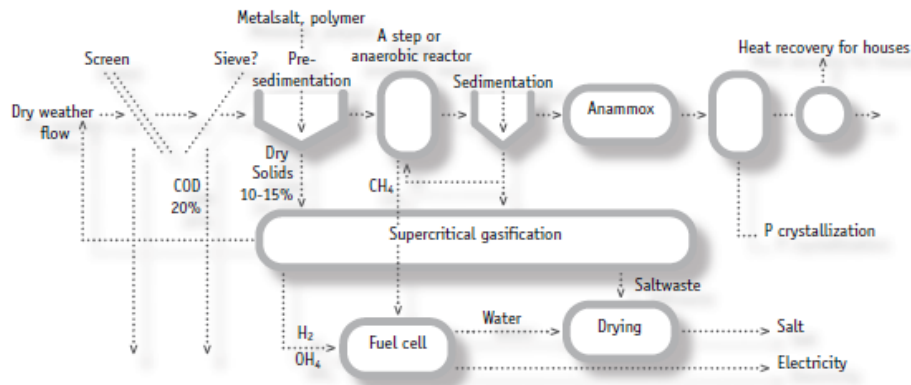 Metalsalt, polymer
A step or
anaerobic reactor
Heat recovery for houses
Screen
Sieve?
Pre-
sedimentation
Sedimentation
Dry weather
flow
Anammox
Dry
Solids
10-15%
COD
20%
CH₄
Supercritical gasification
P crystallization
Saltwaste
H₂
OH₄
Fuel cell
Water
Drying
Salt
Electricity